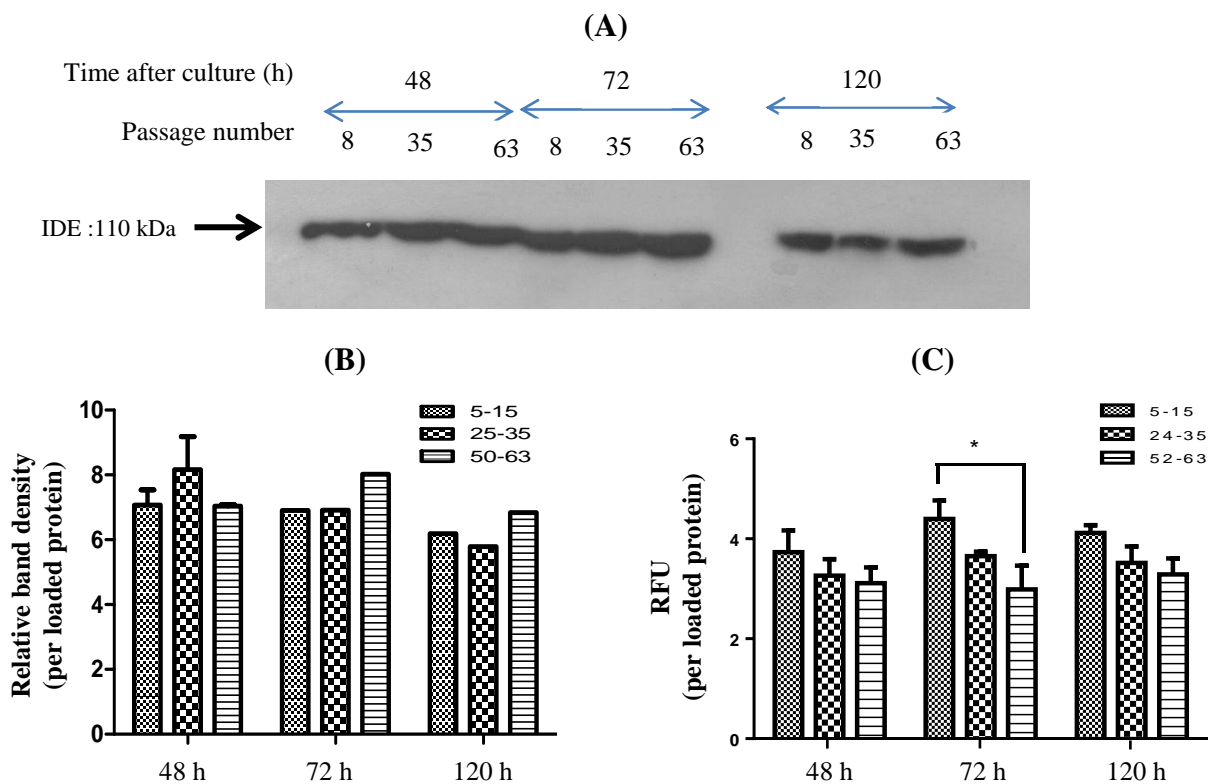 (A)
Time after culture (h) 48 72 120
Passage number 8 35 63 8 35 63 8 35 63
IDE :110 kDa
(B)
Relative band density
(per loaded protein)
10
8
6
4
2
0
5-15
25-35
50-63
48 h 72 h 120 h
(C)
RFU
(per loaded protein)
6
4
2
0
5-15
24-35
52-63
*
48 h 72 h 120 h